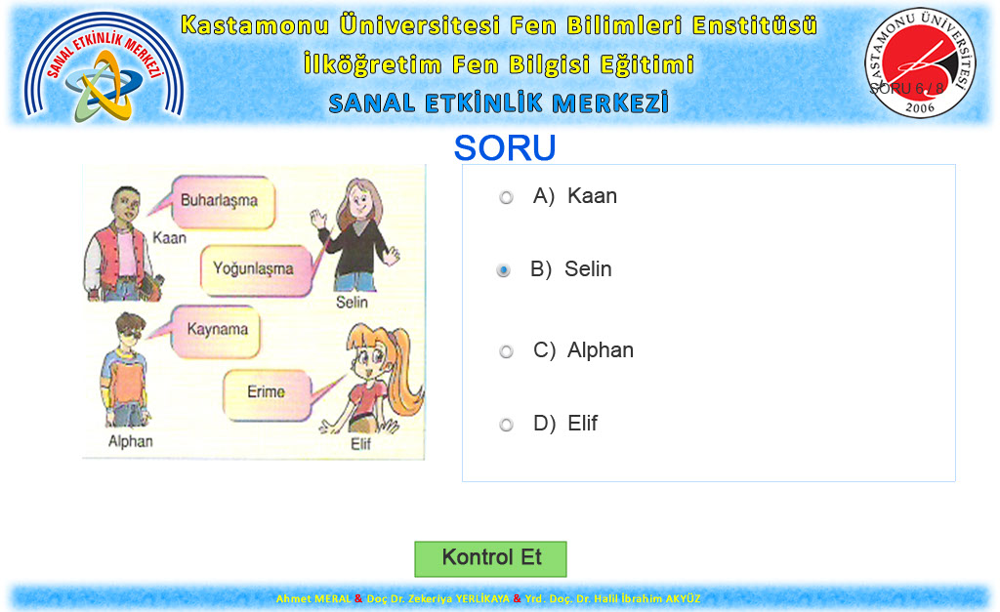 Kastamonu Üniversitesi Fen Bilimleri Enstitüsü
İlköğretim Fen Bilgisi Eğitimi
SANAL ETKİNLİK MERKEZİ
SANAL ETKİNLİK MERKEZİ
KASTAMONU ÜNİVERSİTESİ
2006
SORU 6 / 8
SORU
Buharlaşma
Kaan
Yoğunlaşma
Selin
Kaynama
Alphan
Erime
Elif
A) Kaan
B) Selin
C) Alphan
D) Elif
Kontrol Et
Ahmet MERAL & Doç Dr. Zekeriya YERLİKAYA & Yrd. Doç. Dr. Halil İbrahim AKYÜZ